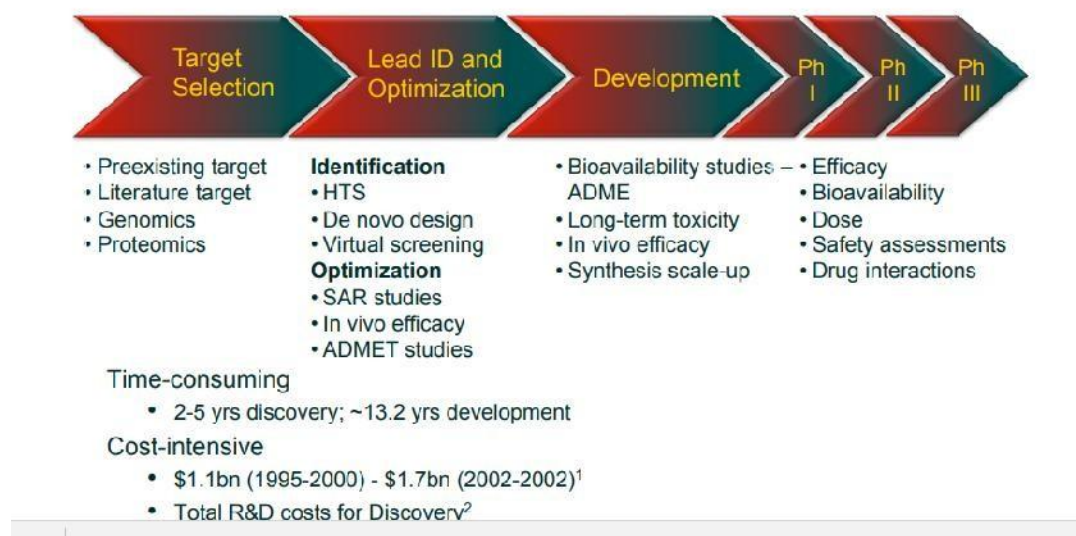 Target
Selection
Lead ID and
Optimization
Development
Ph
I
Ph
II
Ph
III
• Preexisting target
• Literature target
• Genomics
• Proteomics
Identification
• HTS
• De novo design
• Virtual screening
Optimization
• SAR studies
• In vivo efficacy
• ADMET studies
• Bioavailability studies –
ADME
• Long-term toxicity
• In vivo efficacy
• Synthesis scale-up
• Efficacy
• Bioavailability
• Dose
• Safety assessments
• Drug interactions
Time-consuming
• 2-5 yrs discovery; ~13.2 yrs development
Cost-intensive
• $1.1bn (1995-2000) - $1.7bn (2002-2002)¹
• Total R&D costs for Discovery²